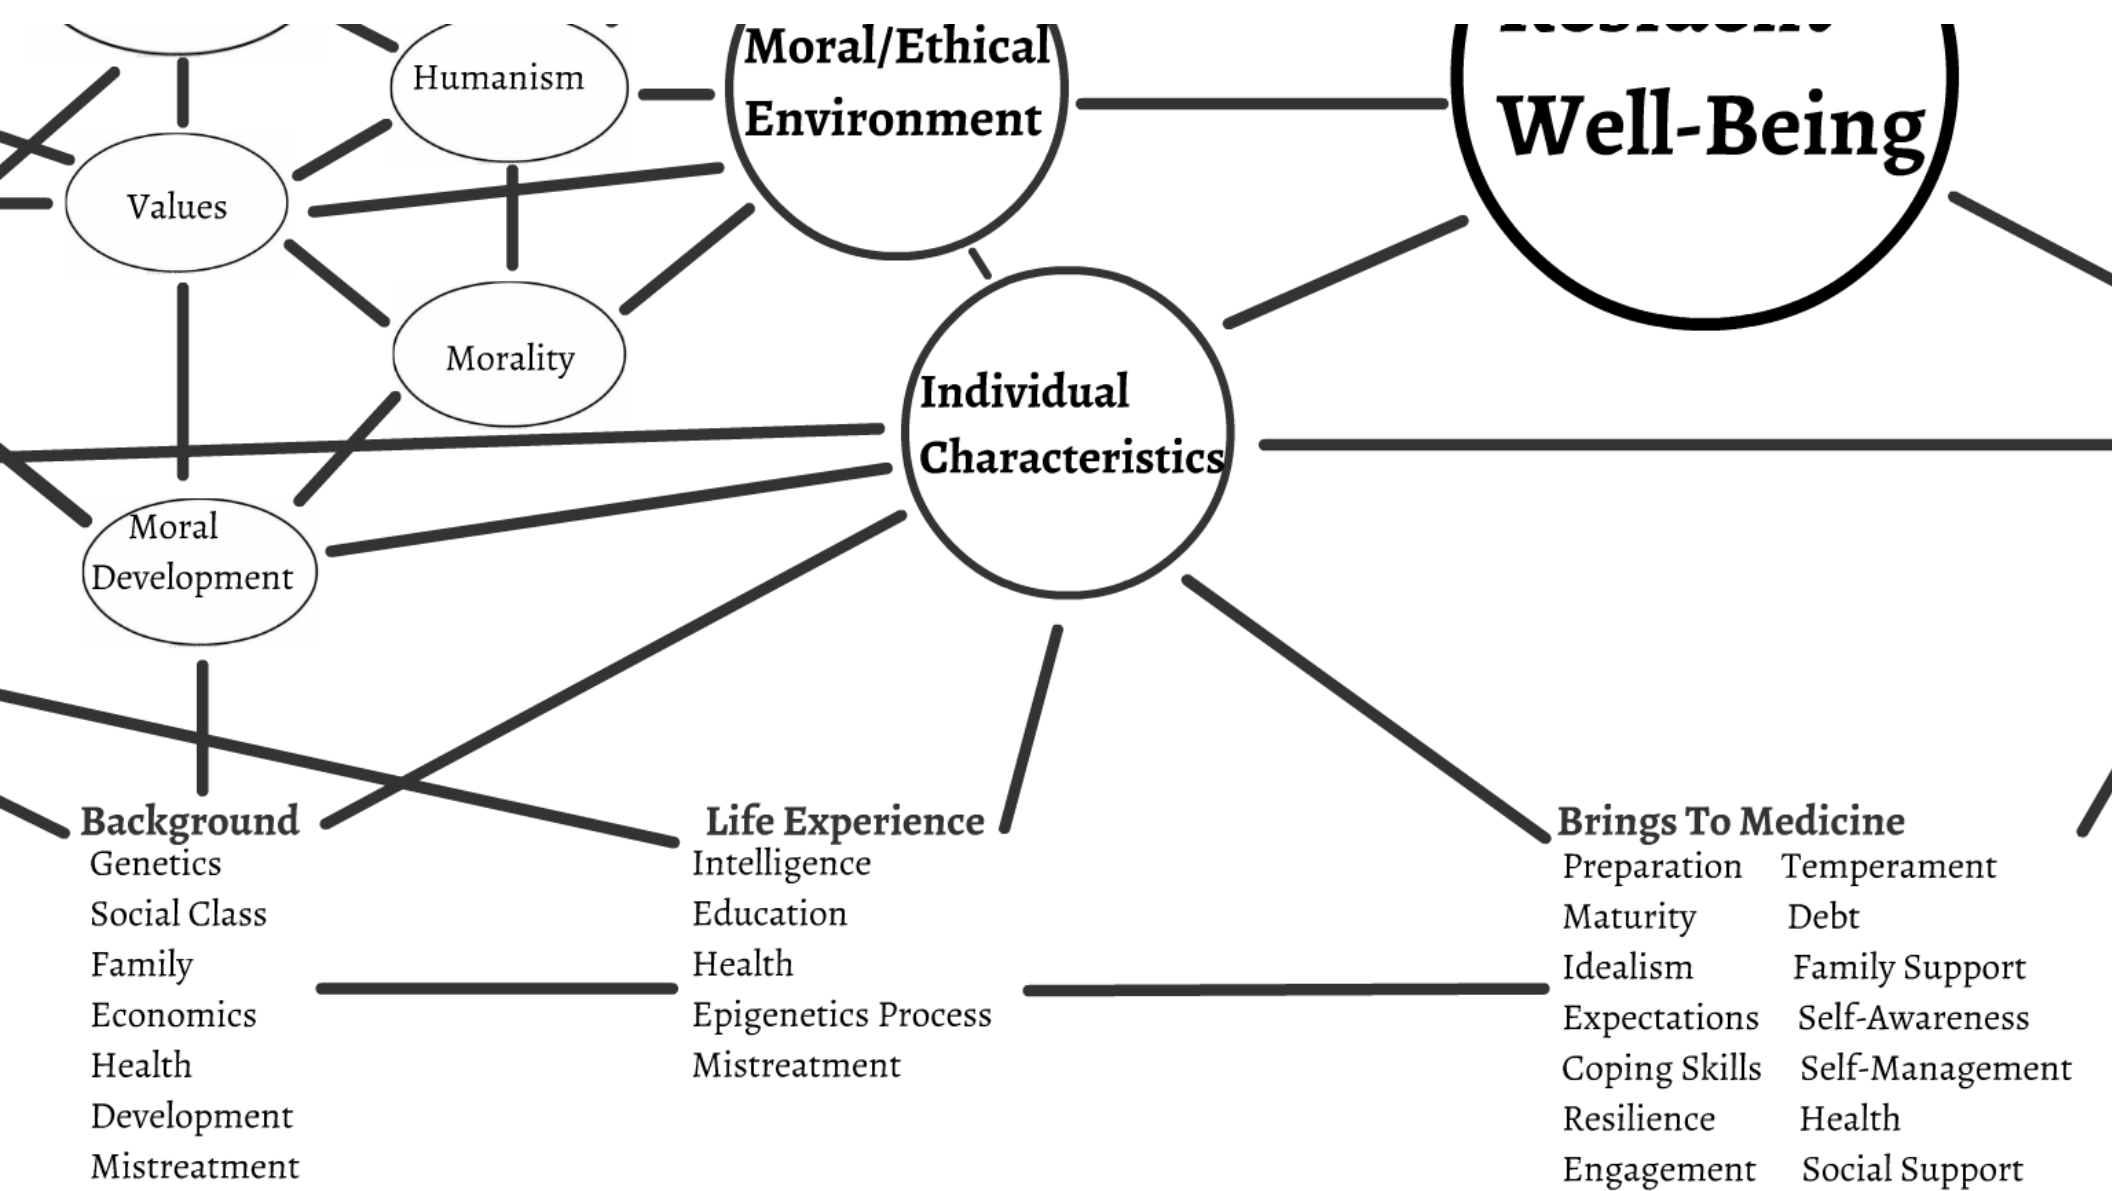 Moral/Ethical
Environment
Resident
Well-Being
Humanism
Values
Morality
Individual
Characteristics
Moral
Development
Background
Genetics
Social Class
Family
Economics
Health
Development
Mistreatment
Life Experience
Intelligence
Education
Health
Epigenetics Process
Mistreatment
Brings To Medicine
Preparation Temperament
Maturity Debt
Idealism Family Support
Expectations Self-Awareness
Coping Skills Self-Management
Resilience Health
Engagement Social Support